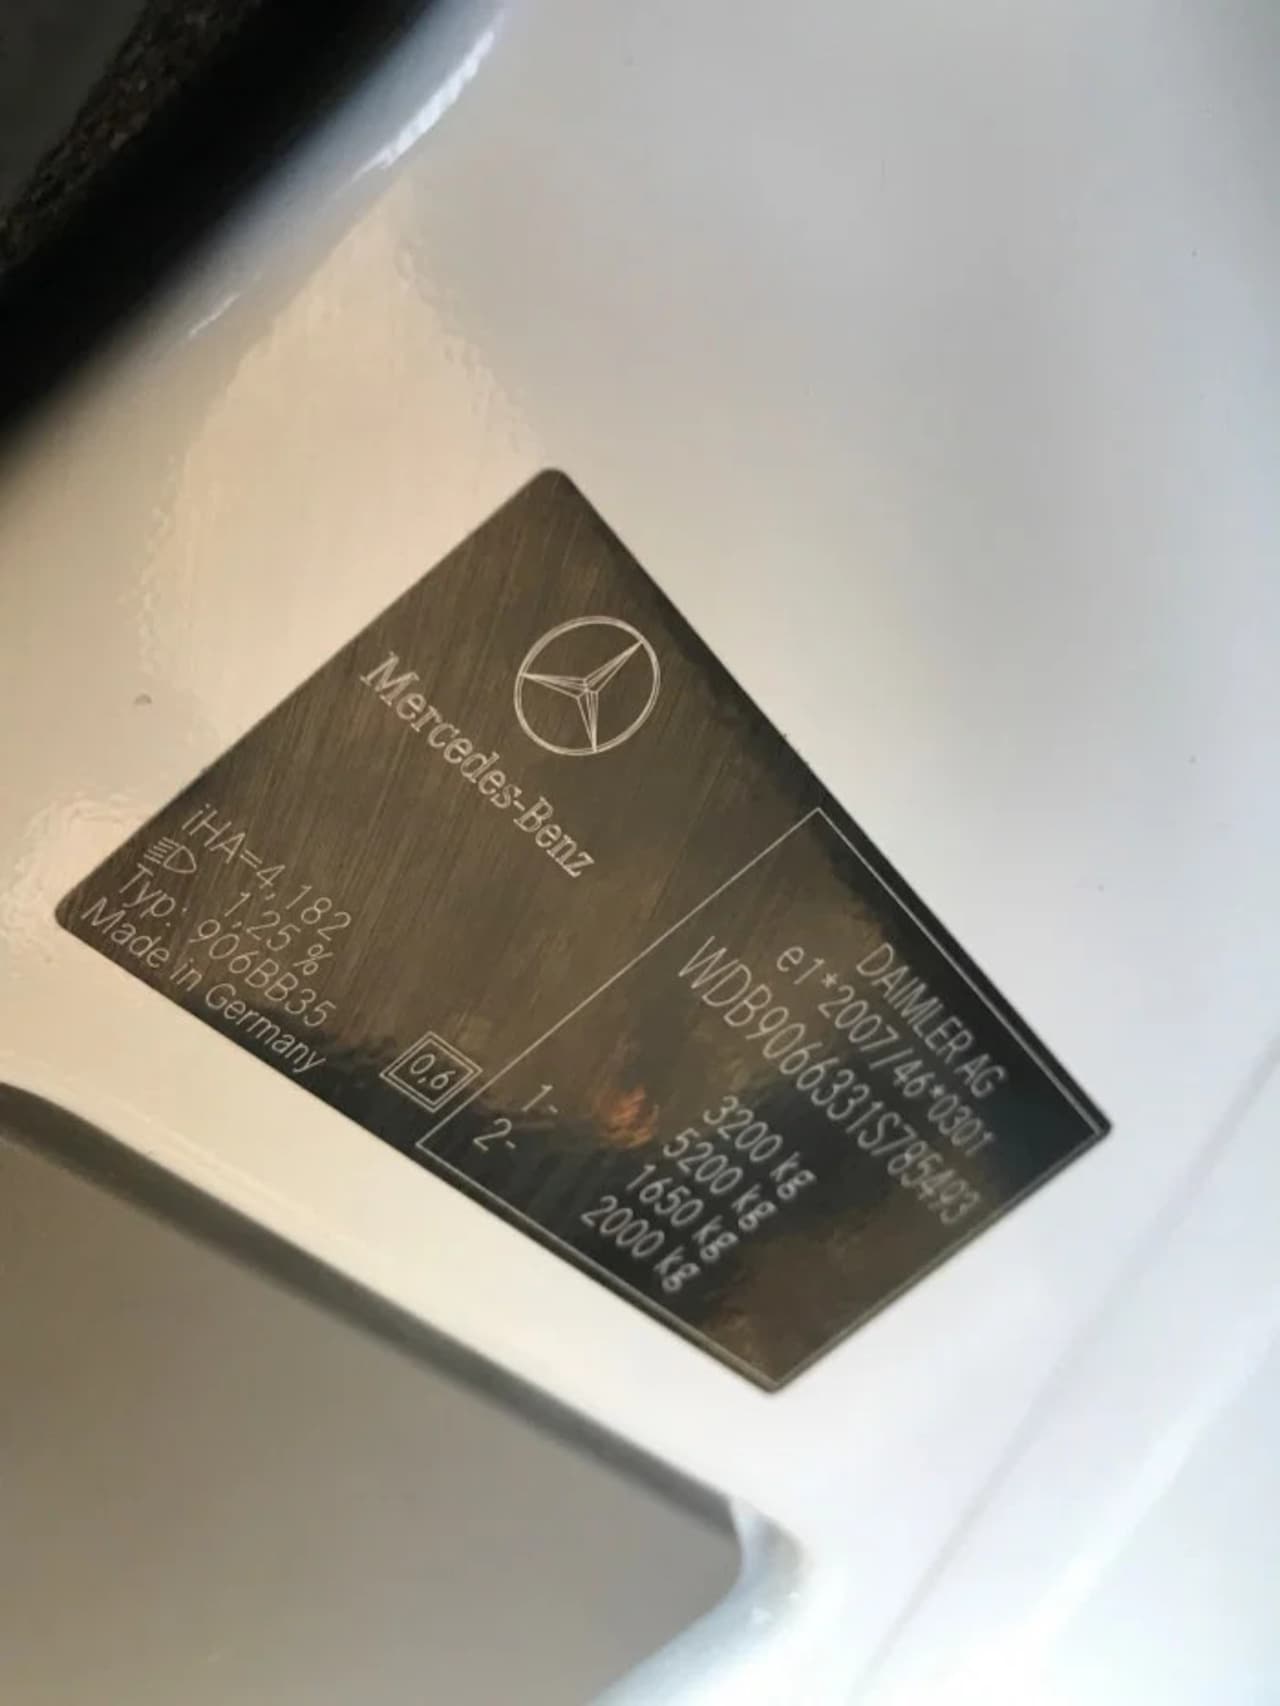 Mercedes-Benz
iHA=4,182
1,25 %
Typ: 906BB35
Made in Germany
0,6
DAIMLER AG
e1*2007/46*0301
WDB9066331S785493
3200 kg
5200 kg
1- 1650 kg
2- 2000 kg